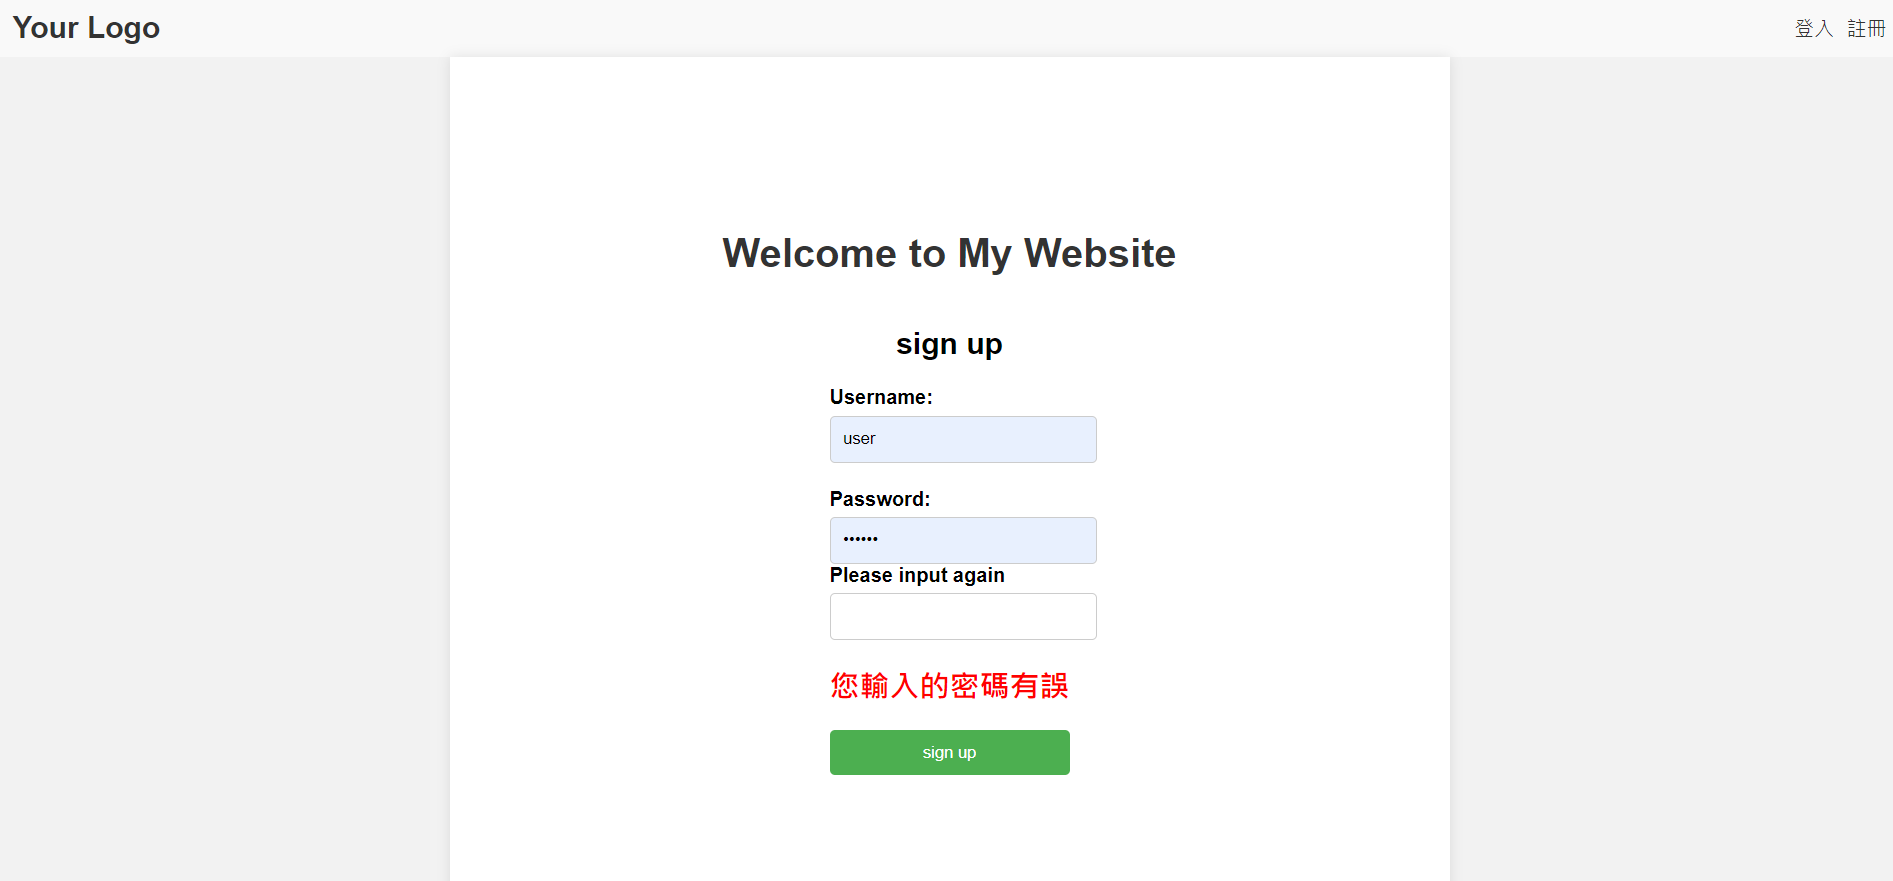 Your Logo
登入 註冊
Welcome to My Website
sign up
Username:
user
Password:
••••••
Please input again
您輸入的密碼有誤
sign up